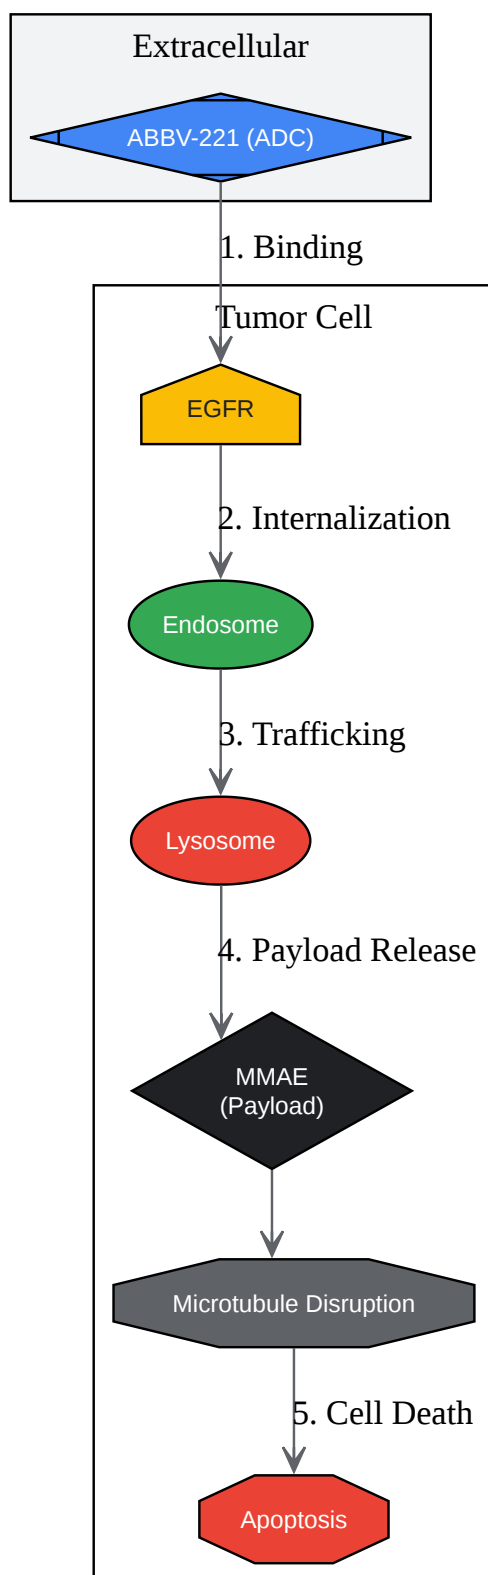 Extracellular
ABBV-221 (ADC)
1. Binding
Tumor Cell
EGFR
2. Internalization
Endosome
3. Trafficking
Lysosome
4. Payload Release
MMAE
(Payload)
Microtubule Disruption
5. Cell Death
Apoptosis